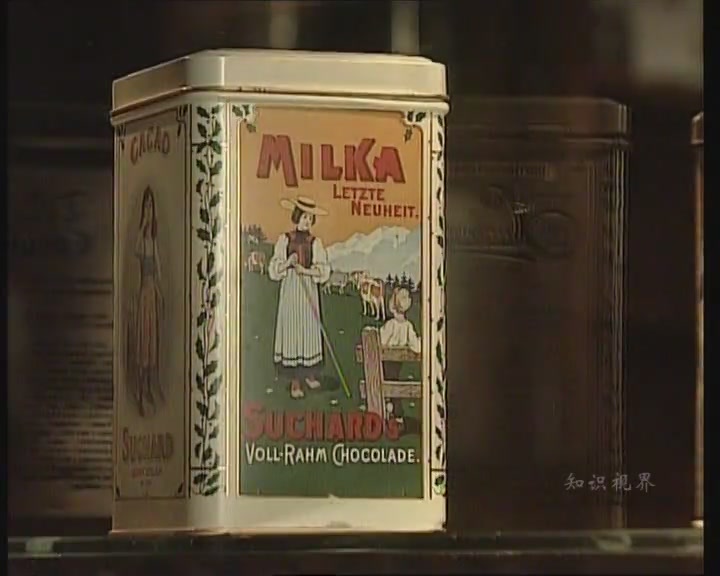 CACAO
MILKA
LETZTE
NEUHEIT.
SUCHARD'S
VOLL-RAHM CHOCOLADE.
SUCHARD
知识视界